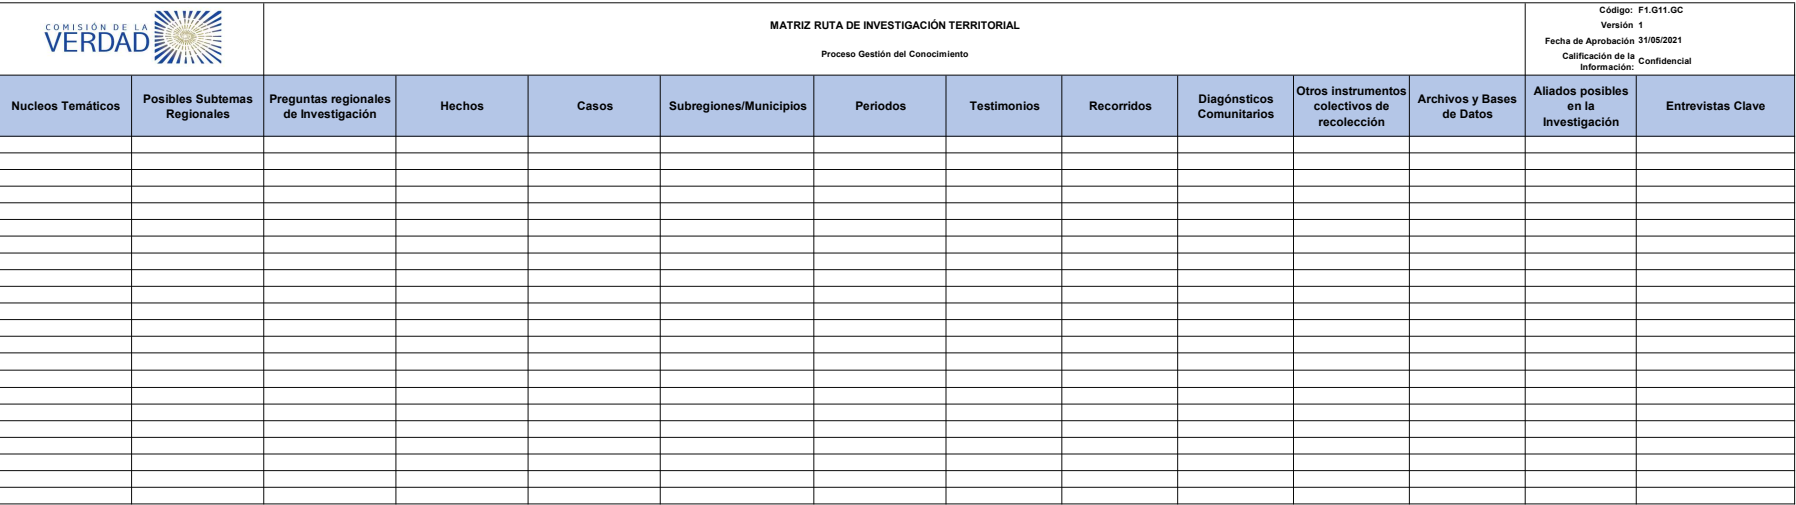 COMISIÓN DE LA
VERDAD
MATRIZ RUTA DE INVESTIGACIÓN TERRITORIAL
Proceso Gestión del Conocimiento
Código: F1.G11.GC
Versión 1
Fecha de Aprobación 31/05/2021
Calificación de la
Información: Confidencial
Nucleos Temáticos
Posibles Subtemas
Regionales
Preguntas regionales
de Investigación
Hechos
Casos
Subregiones/Municipios
Periodos
Testimonios
Recorridos
Diagónsticos
Comunitarios
Otros instrumentos
colectivos de
recolección
Archivos y Bases
de Datos
Aliados posibles
en la
Investigación
Entrevistas Clave